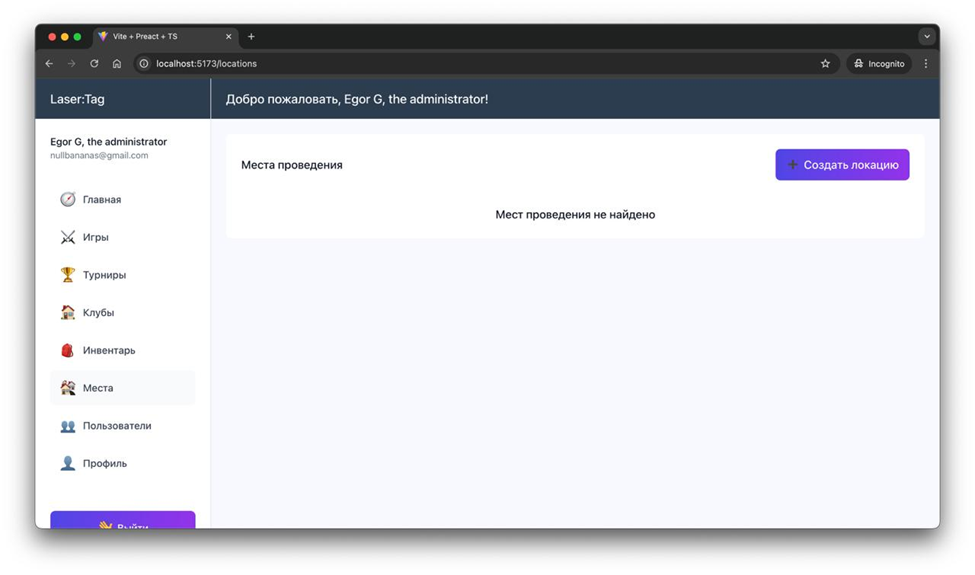 Vite + Preact + TS
localhost:5173/locations
Incognito
Laser:Tag
Добро пожаловать, Egor G, the administrator!
Egor G, the administrator
nullbananas@gmail.com
Главная
Игры
Турниры
Клубы
Инвентарь
Места
Пользователи
Профиль
Выйти
Места проведения
Создать локацию
Мест проведения не найдено